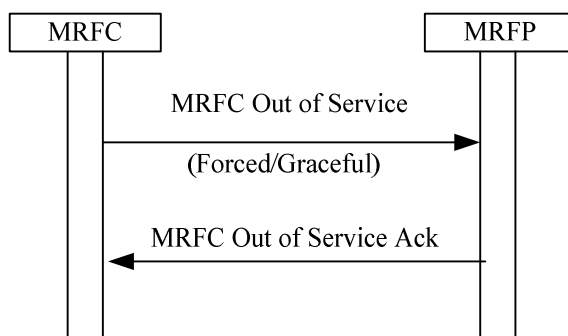 MRFC
MRFP
MRFC Out of Service
(Forced/Graceful)
MRFC Out of Service Ack